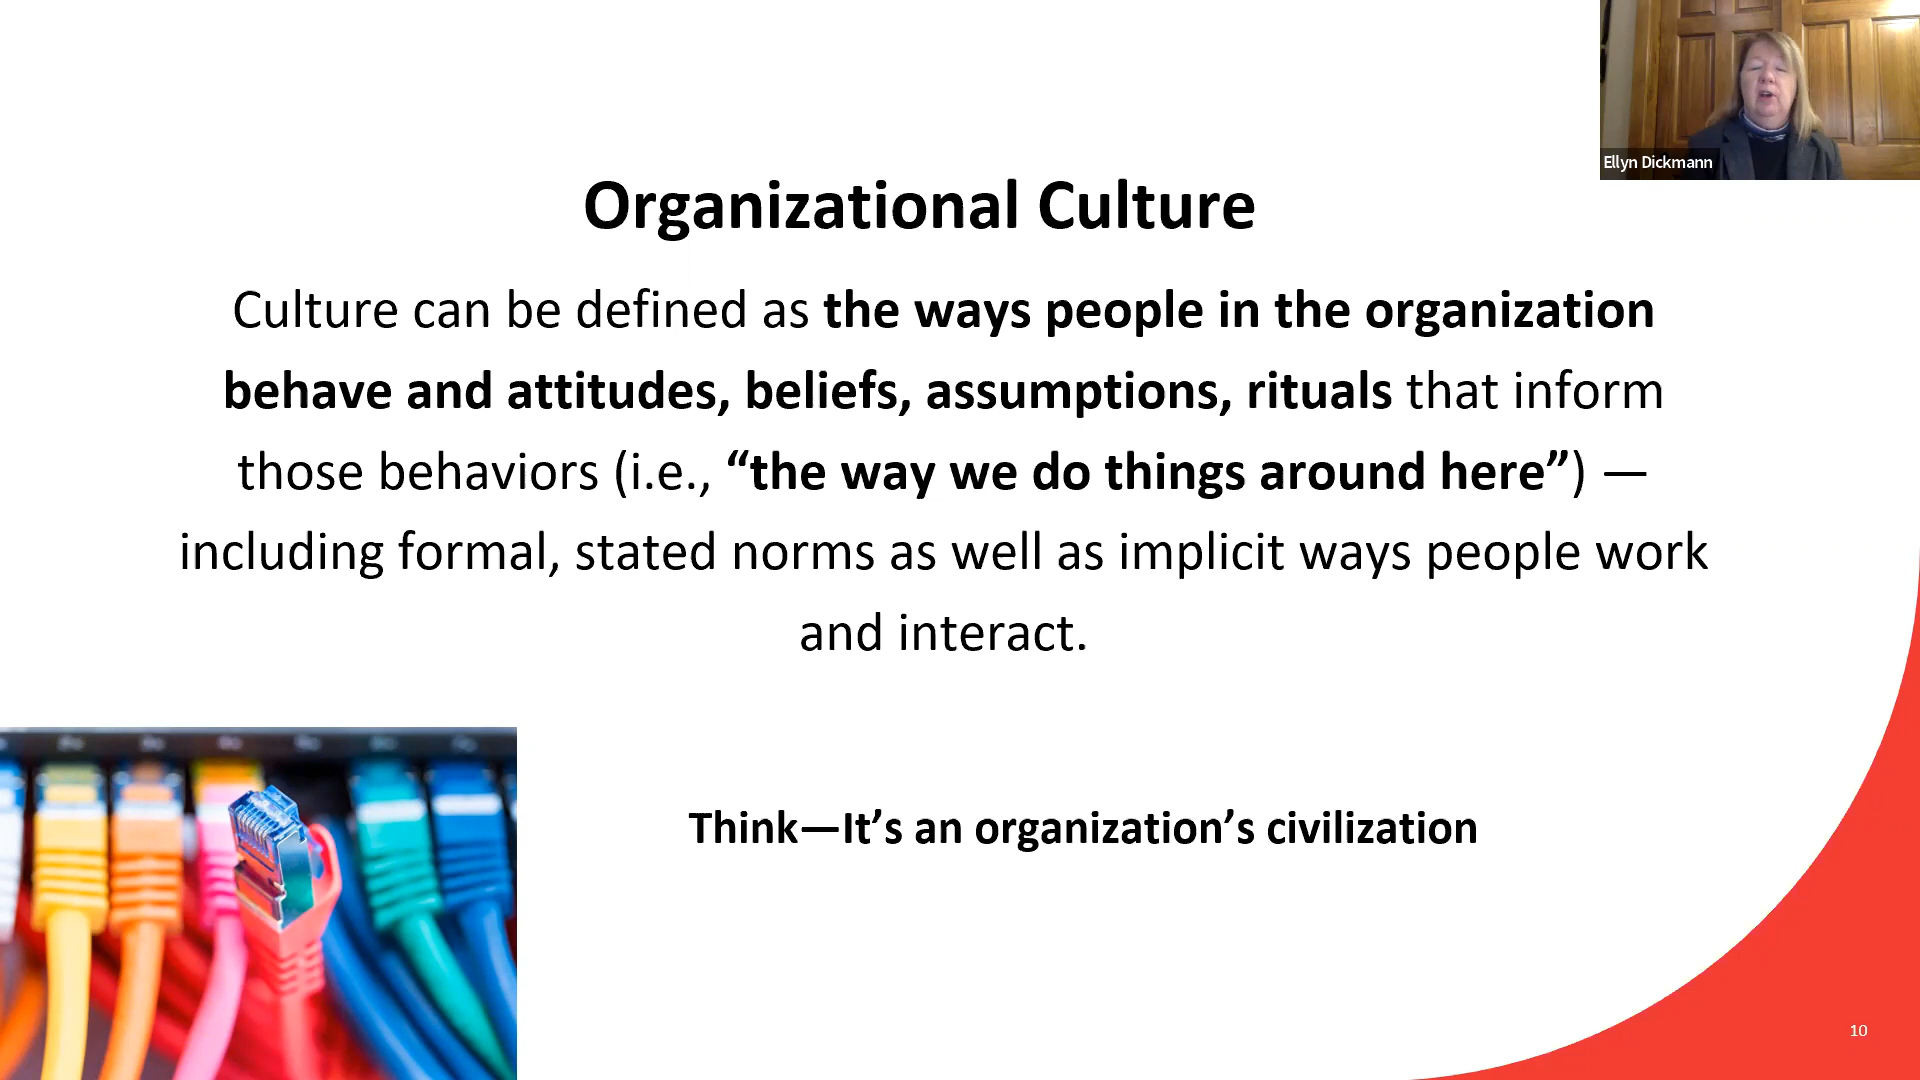 Ellyn Dickmann
Organizational Culture
Culture can be defined as the ways people in the organization
behave and attitudes, beliefs, assumptions, rituals that inform
those behaviors (i.e., “the way we do things around here”) —
including formal, stated norms as well as implicit ways people work
and interact.
Think—It’s an organization’s civilization
10